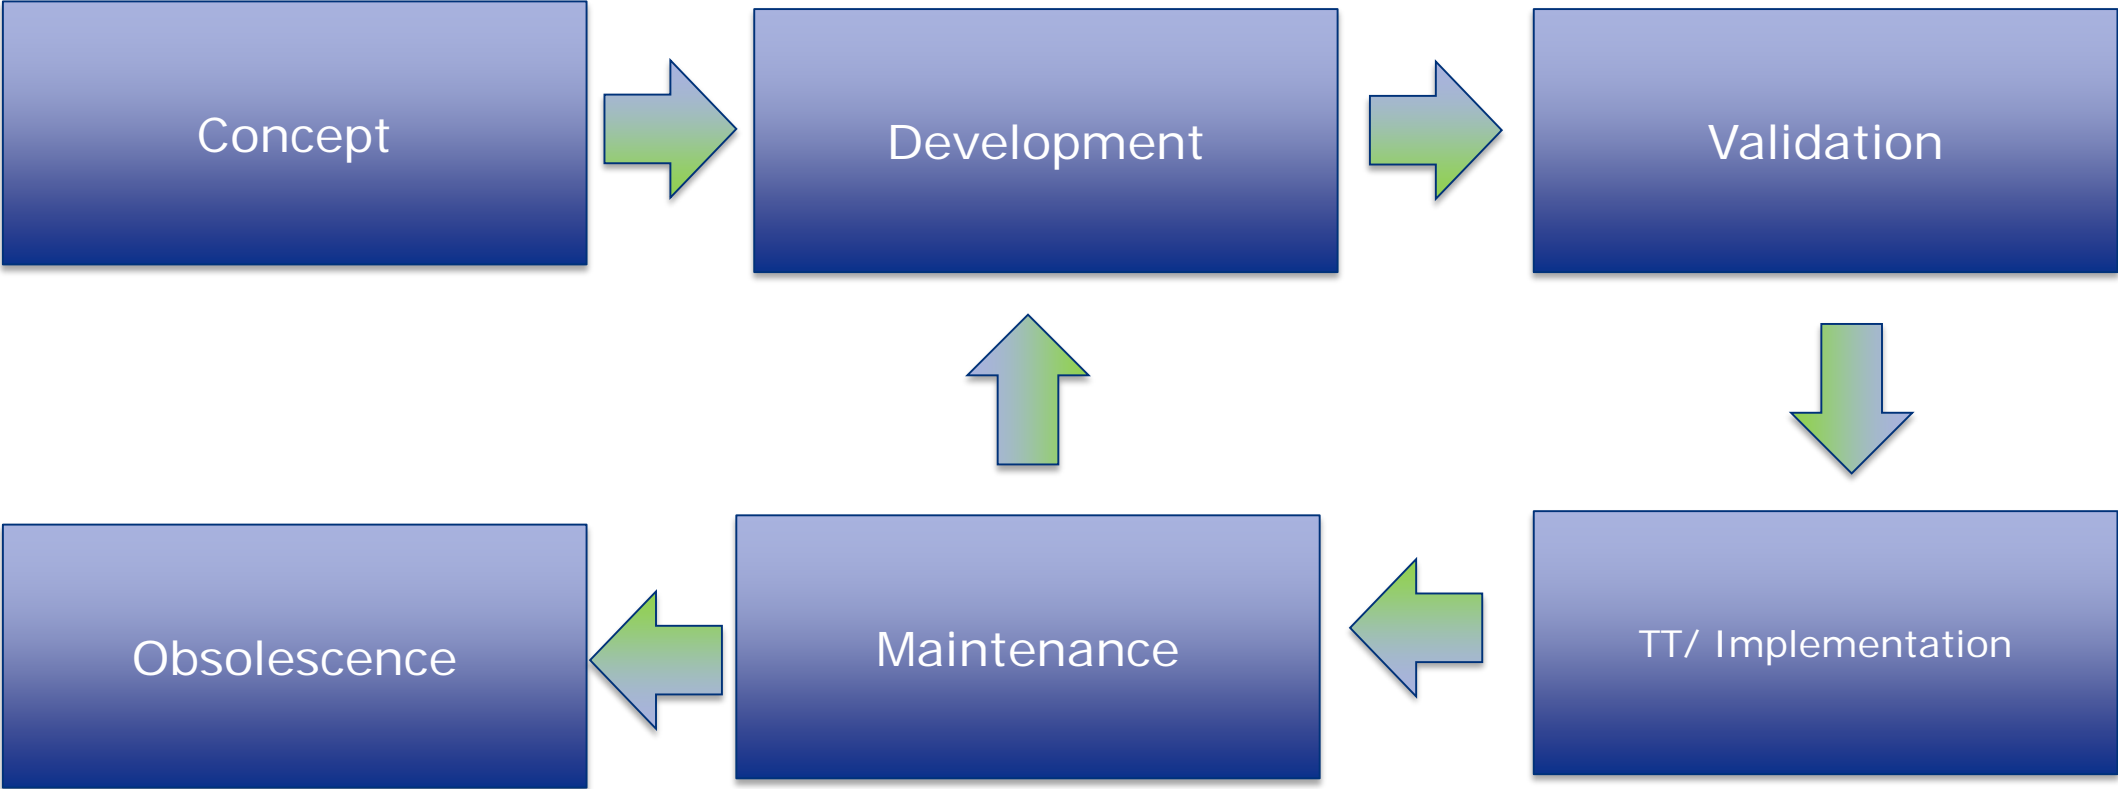 Concept
Development
Validation
Obsolescence
Maintenance
TT/ Implementation